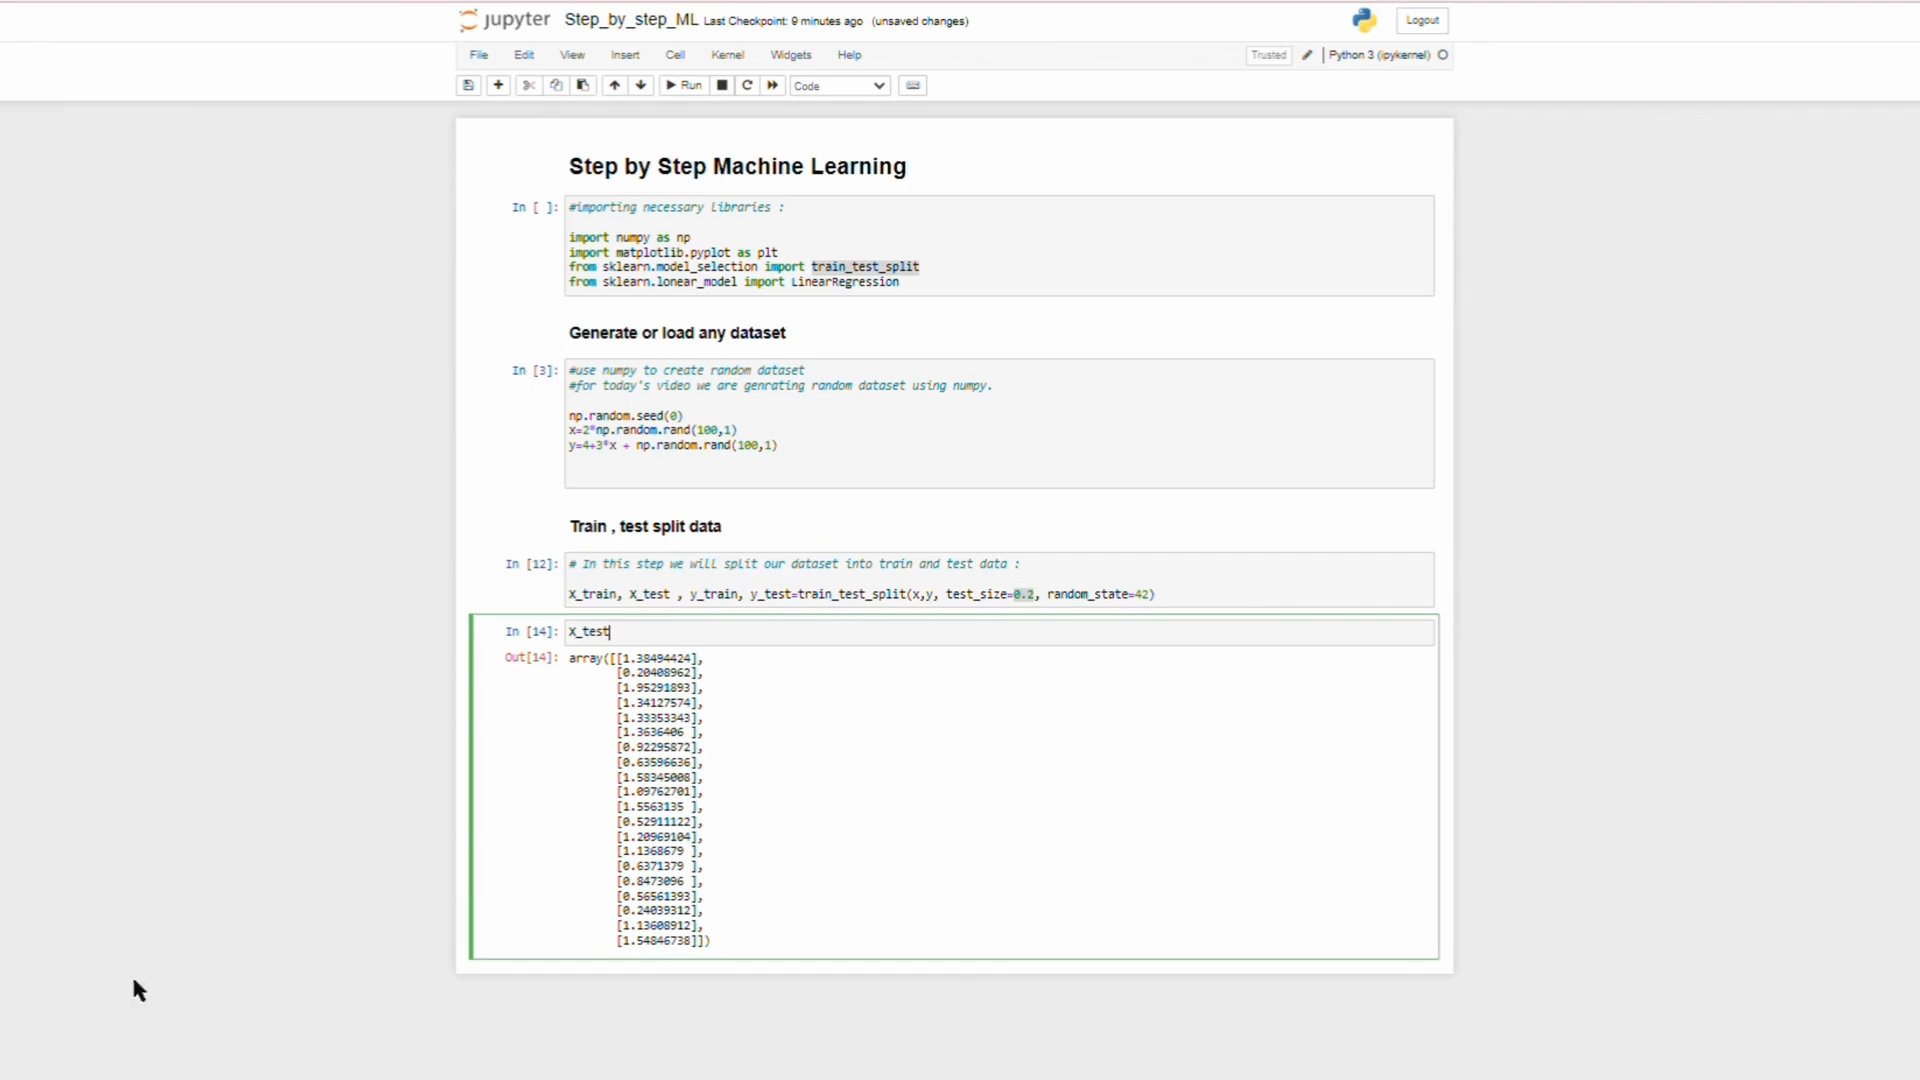 jupyter Step_by_step_ML Last Checkpoint: 9 minutes ago (unsaved changes) Logout
File Edit View Insert Cell Kernel Widgets Help Trusted Python 3 (ipykernel)
Run Code
Step by Step Machine Learning
In [ ]: #importing necessary libraries :
import numpy as np
import matplotlib.pyplot as plt
from sklearn.model_selection import train_test_split
from sklearn.lonear_model import LinearRegression
Generate or load any dataset
In [3]: #use numpy to create random dataset
#for today's video we are genrating random dataset using numpy.
np.random.seed(0)
x=2*np.random.rand(100,1)
y=4+3*x + np.random.rand(100,1)
Train , test split data
In [12]: # In this step we will split our dataset into train and test data :
X_train, X_test , y_train, y_test=train_test_split(x,y, test_size=0.2, random_state=42)
In [14]: X_test
Out[14]: array([[1.38494424],
[0.20408962],
[1.95291893],
[1.34127574],
[1.33353343],
[1.3636406 ],
[0.92295872],
[0.63596636],
[1.58345008],
[1.09762701],
[1.5563135 ],
[0.52911122],
[1.20969104],
[1.1368679 ],
[0.6371379 ],
[0.8473096 ],
[0.56561393],
[0.24039312],
[1.13608912],
[1.54846738]])